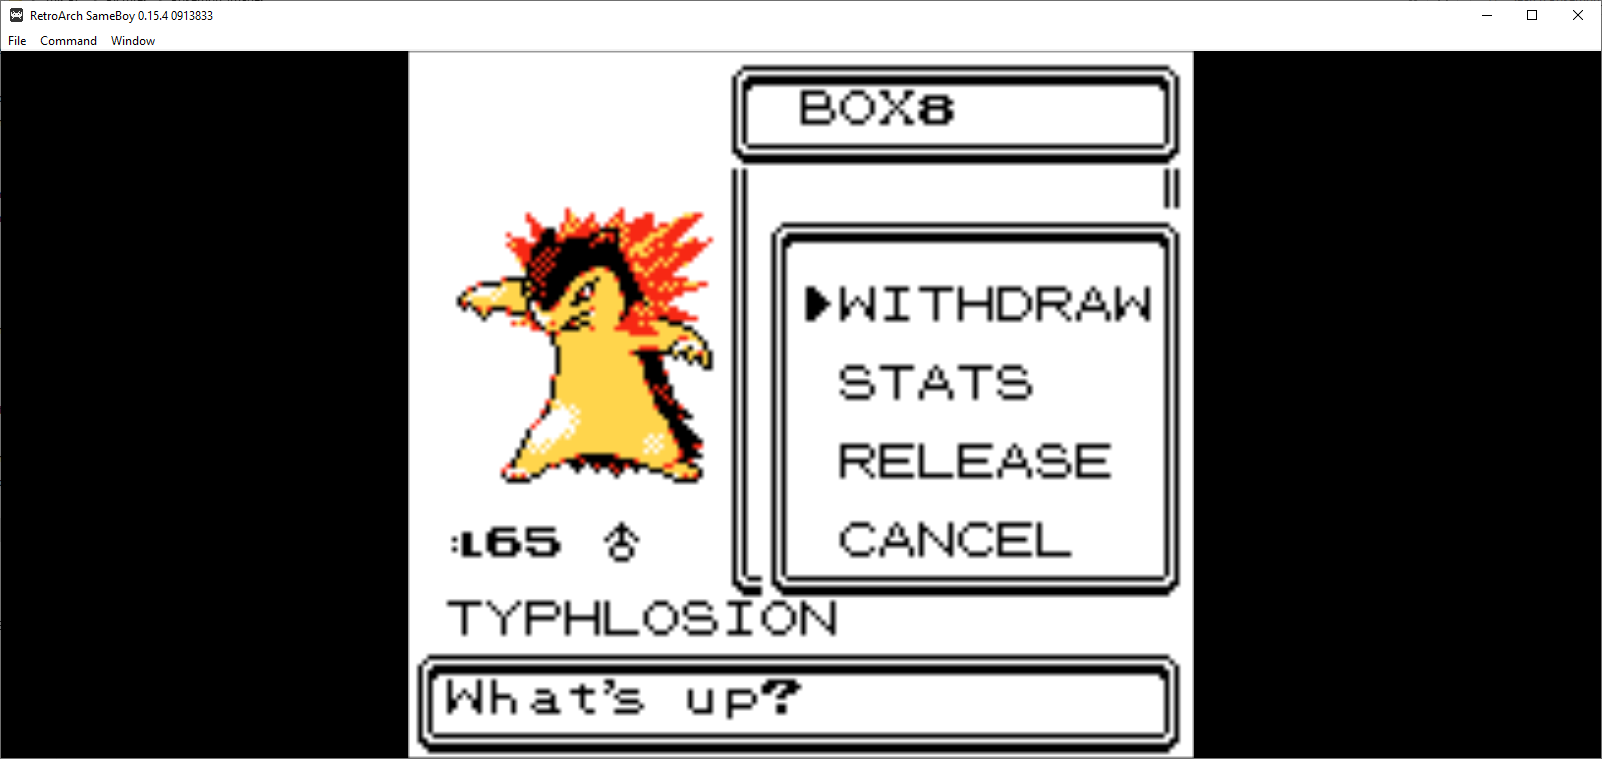 RetroArch SameBoy 0.15.4 0913833
File Command Window
BOX8
▶WITHDRAW
STATS
RELEASE
CANCEL
:L65 ♂
TYPHLOSION
What's up?